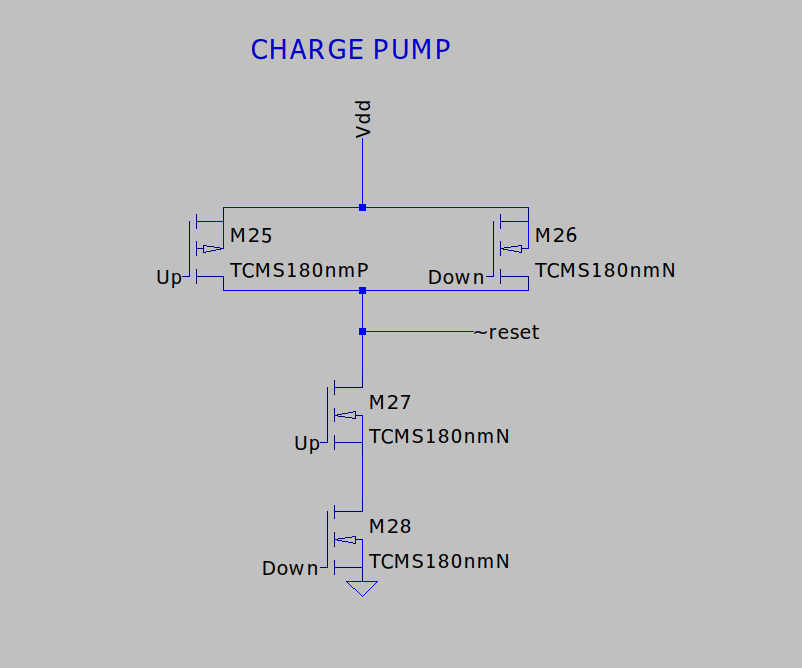 CHARGE PUMP
Vdd
M25
TCMS180nmP
Up
M26
TCMS180nmN
Down
~reset
M27
TCMS180nmN
Up
M28
TCMS180nmN
Down